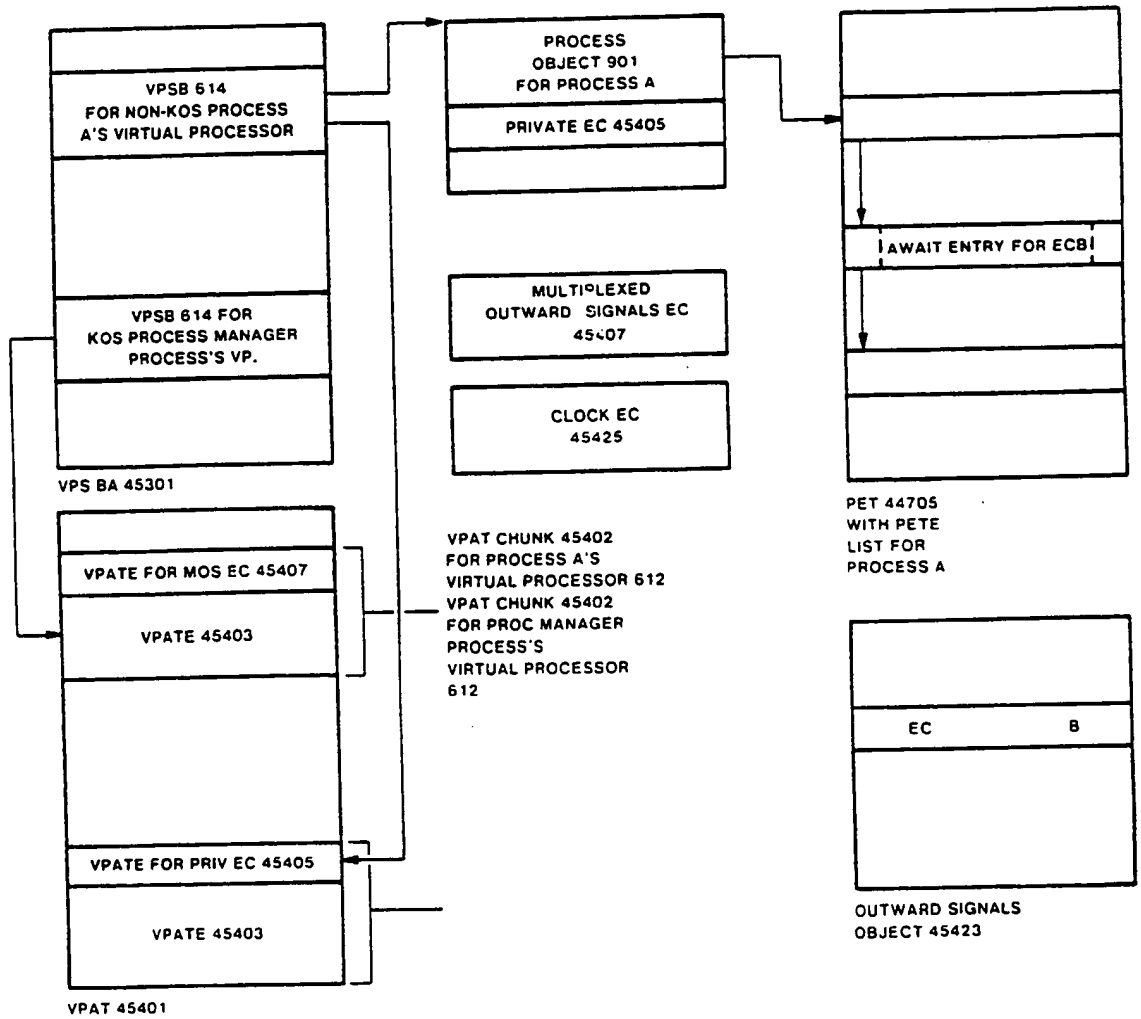 VPSB 614
FOR NON-KOS PROCESS
A'S VIRTUAL PROCESSOR
VPSB 614 FOR
KOS PROCESS MANAGER
PROCESS'S VP.
VPS BA 45301
PROCESS
OBJECT 901
FOR PROCESS A
PRIVATE EC 45405
MULTIPLEXED
OUTWARD SIGNALS EC
45407
CLOCK EC
45425
AWAIT ENTRY FOR ECB
PET 44705
WITH PETE
LIST FOR
PROCESS A
VPATE FOR MOS EC 45407
VPATE 45403
VPATE FOR PRIV EC 45405
VPATE 45403
VPAT 45401
VPAT CHUNK 45402
FOR PROCESS A'S
VIRTUAL PROCESSOR 612
VPAT CHUNK 45402
FOR PROC MANAGER
PROCESS'S
VIRTUAL PROCESSOR
612
EC B
OUTWARD SIGNALS
OBJECT 45423